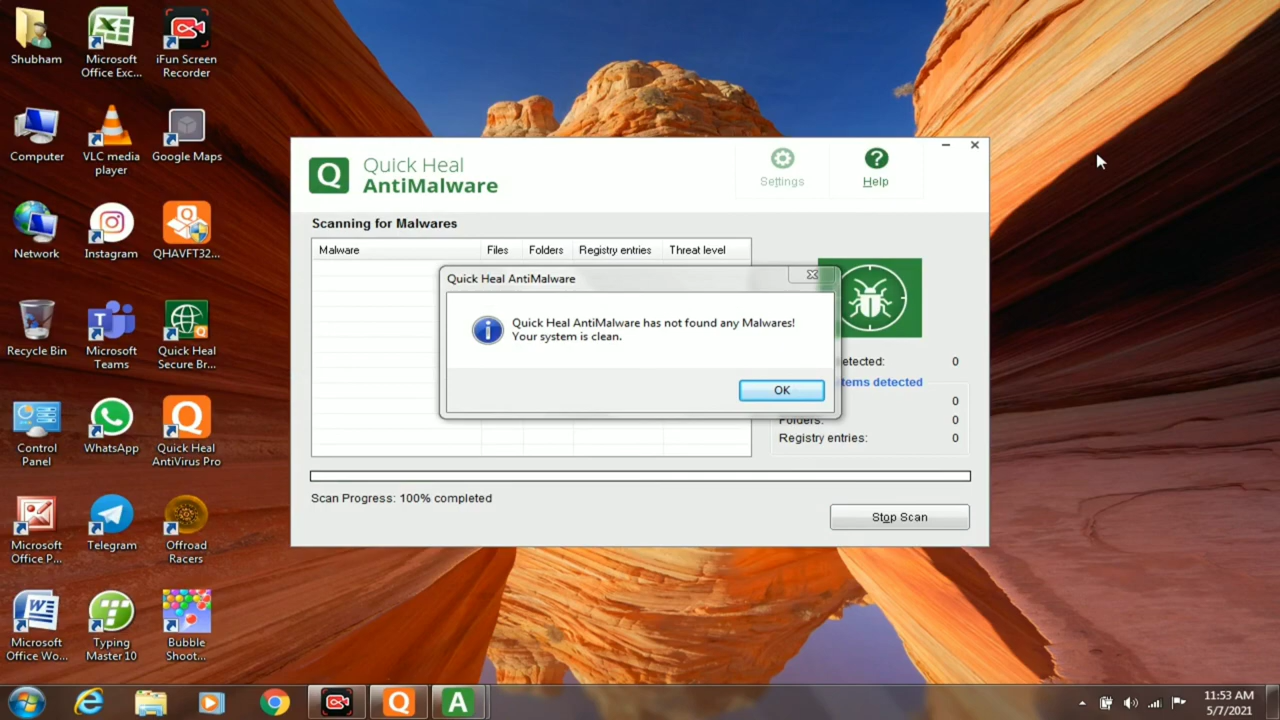 Shubham
Microsoft
Office Exc...
iFun Screen
Recorder
Computer
VLC media
player
Google Maps
Network
Instagram
QHAVFT32...
Recycle Bin
Microsoft
Teams
Quick Heal
Secure Br...
Control
Panel
WhatsApp
Quick Heal
AntiVirus Pro
Microsoft
Office P...
Telegram
Offroad
Racers
Microsoft
Office Wo...
Typing
Master 10
Bubble
Shoot...
Quick Heal
AntiMalware
Settings
Help
Scanning for Malwares
Malware Files Folders Registry entries Threat level
Quick Heal AntiMalware
Quick Heal AntiMalware has not found any Malwares!
Your system is clean.
OK
etected: 0
tems detected
0
Folders: 0
Registry entries: 0
Scan Progress: 100% completed
Stop Scan
11:53 AM
5/7/2021